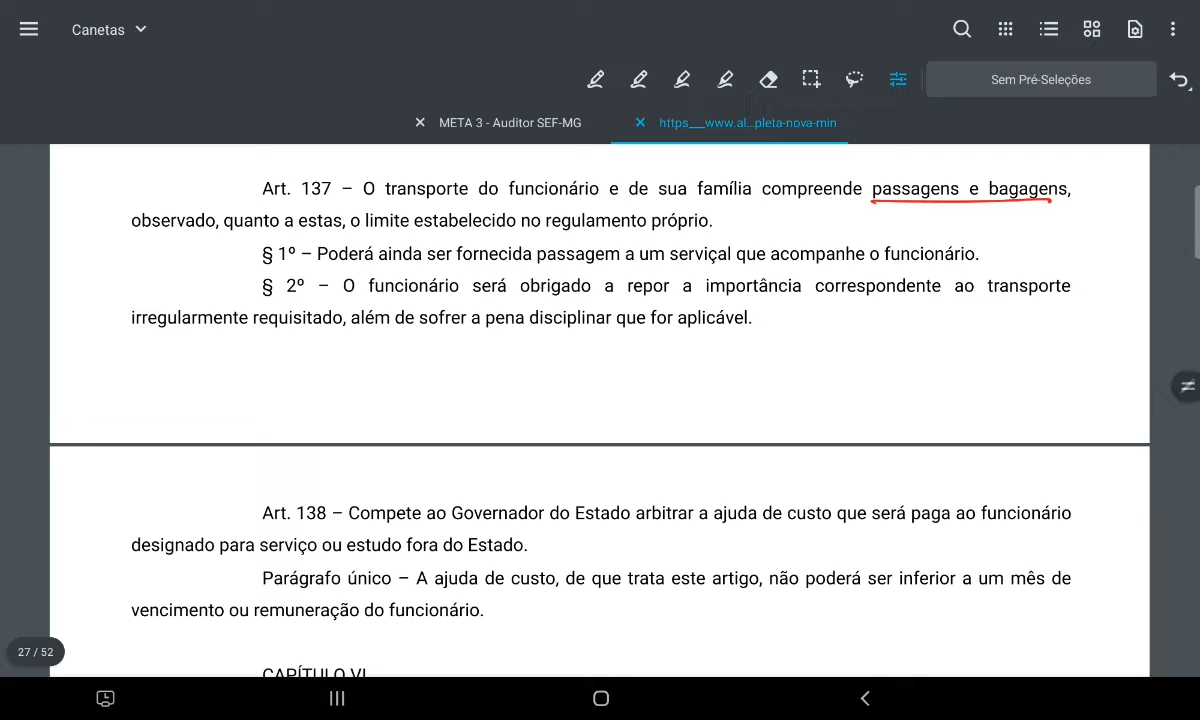 Canetas
Sem Pré-Seleções
META 3 - Auditor SEF-MG
https___www.al...pleta-nova-min
Art. 137 – O transporte do funcionário e de sua família compreende passagens e bagagens,
observado, quanto a estas, o limite estabelecido no regulamento próprio.
§ 1º – Poderá ainda ser fornecida passagem a um serviçal que acompanhe o funcionário.
§ 2º – O funcionário será obrigado a repor a importância correspondente ao transporte
irregularmente requisitado, além de sofrer a pena disciplinar que for aplicável.
Art. 138 – Compete ao Governador do Estado arbitrar a ajuda de custo que será paga ao funcionário
designado para serviço ou estudo fora do Estado.
Parágrafo único – A ajuda de custo, de que trata este artigo, não poderá ser inferior a um mês de
vencimento ou remuneração do funcionário.
27 / 52
CAPÍTULO VI